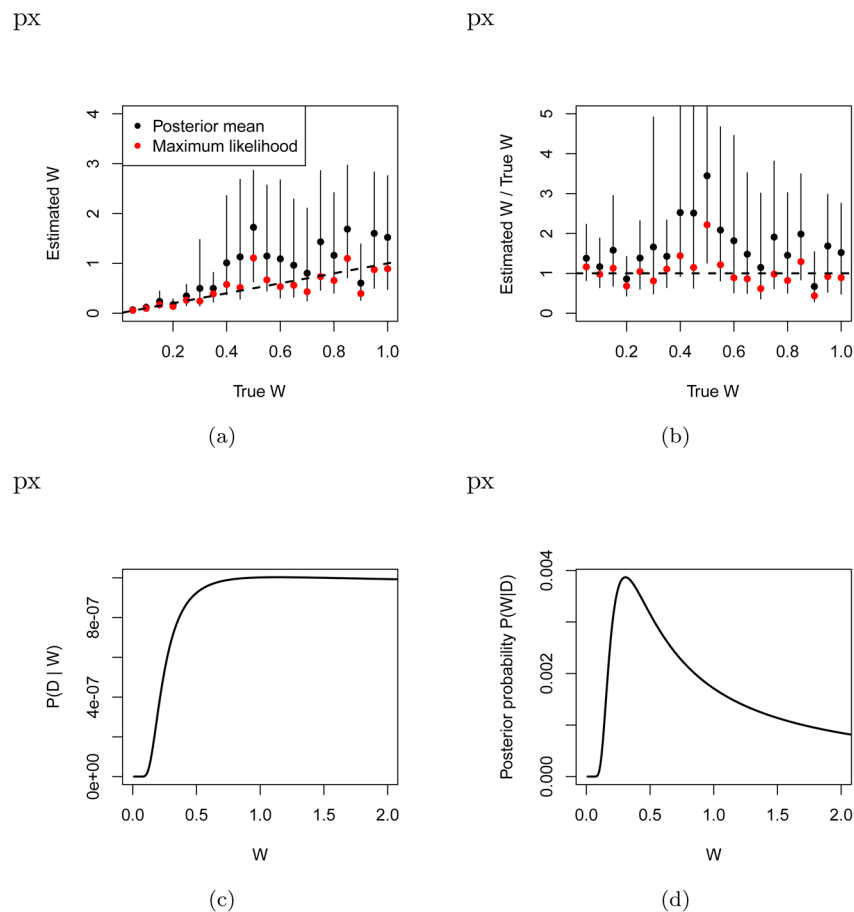 px
px
Estimated W
0
1
2
3
4
Posterior mean
Maximum likelihood
0.2
0.4
0.6
0.8
1.0
True W
(a)
Estimated W / True W
0
1
2
3
4
5
0.2
0.4
0.6
0.8
1.0
True W
(b)
px
px
P(D | W)
0e+00
4e-07
8e-07
0.0
0.5
1.0
1.5
2.0
W
(c)
Posterior probability P(W|D)
0.000
0.002
0.004
0.0
0.5
1.0
1.5
2.0
W
(d)